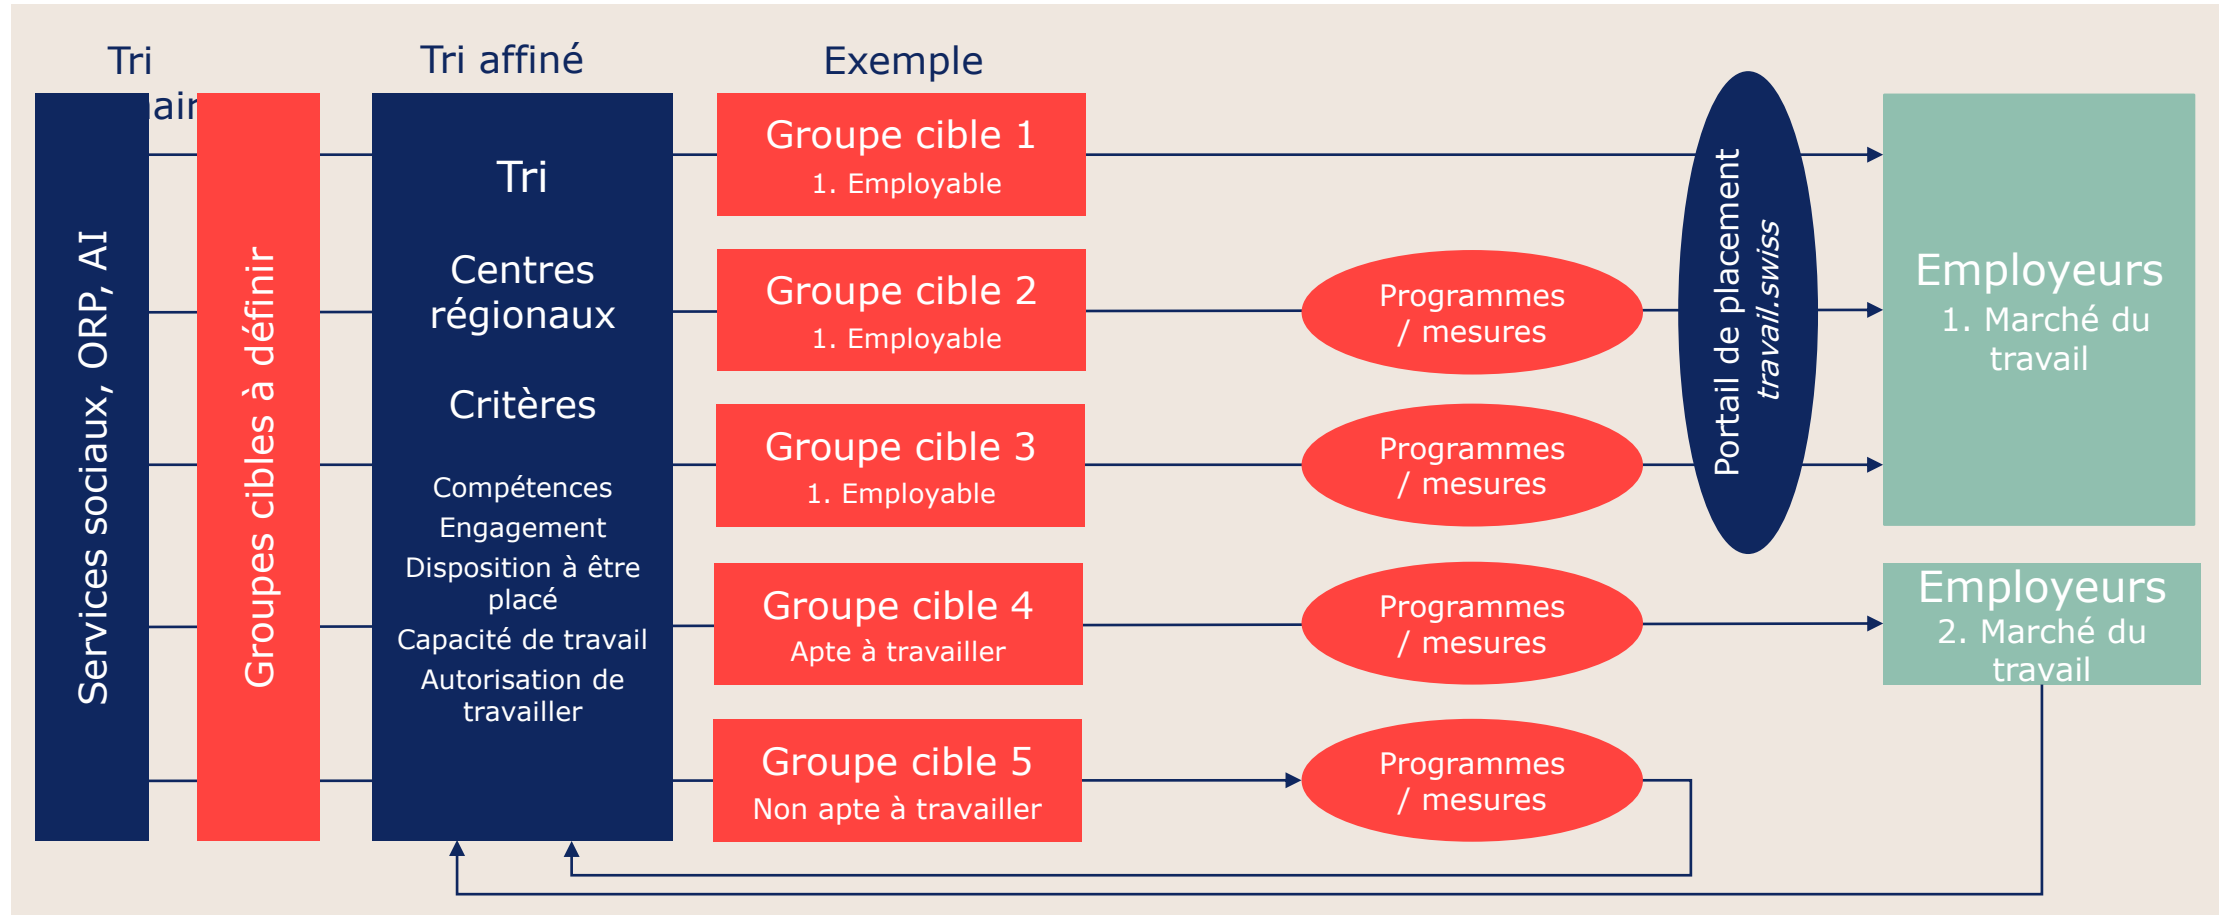 Tri
Tri affiné
Exemple
Services sociaux, ORP, AI
Groupes cibles à définir
Tri
Centres
régionaux
Critères
Compétences
Engagement
Disposition à être
placé
Capacité de travail
Autorisation de
travailler
Groupe cible 1
1. Employable
Groupe cible 2
1. Employable
Groupe cible 3
1. Employable
Groupe cible 4
Apte à travailler
Groupe cible 5
Non apte à travailler
Programmes
/ mesures
Programmes
/ mesures
Programmes
/ mesures
Programmes
/ mesures
Portail de placement
travail.swiss
Employeurs
1. Marché du
travail
Employeurs
2. Marché du
travail